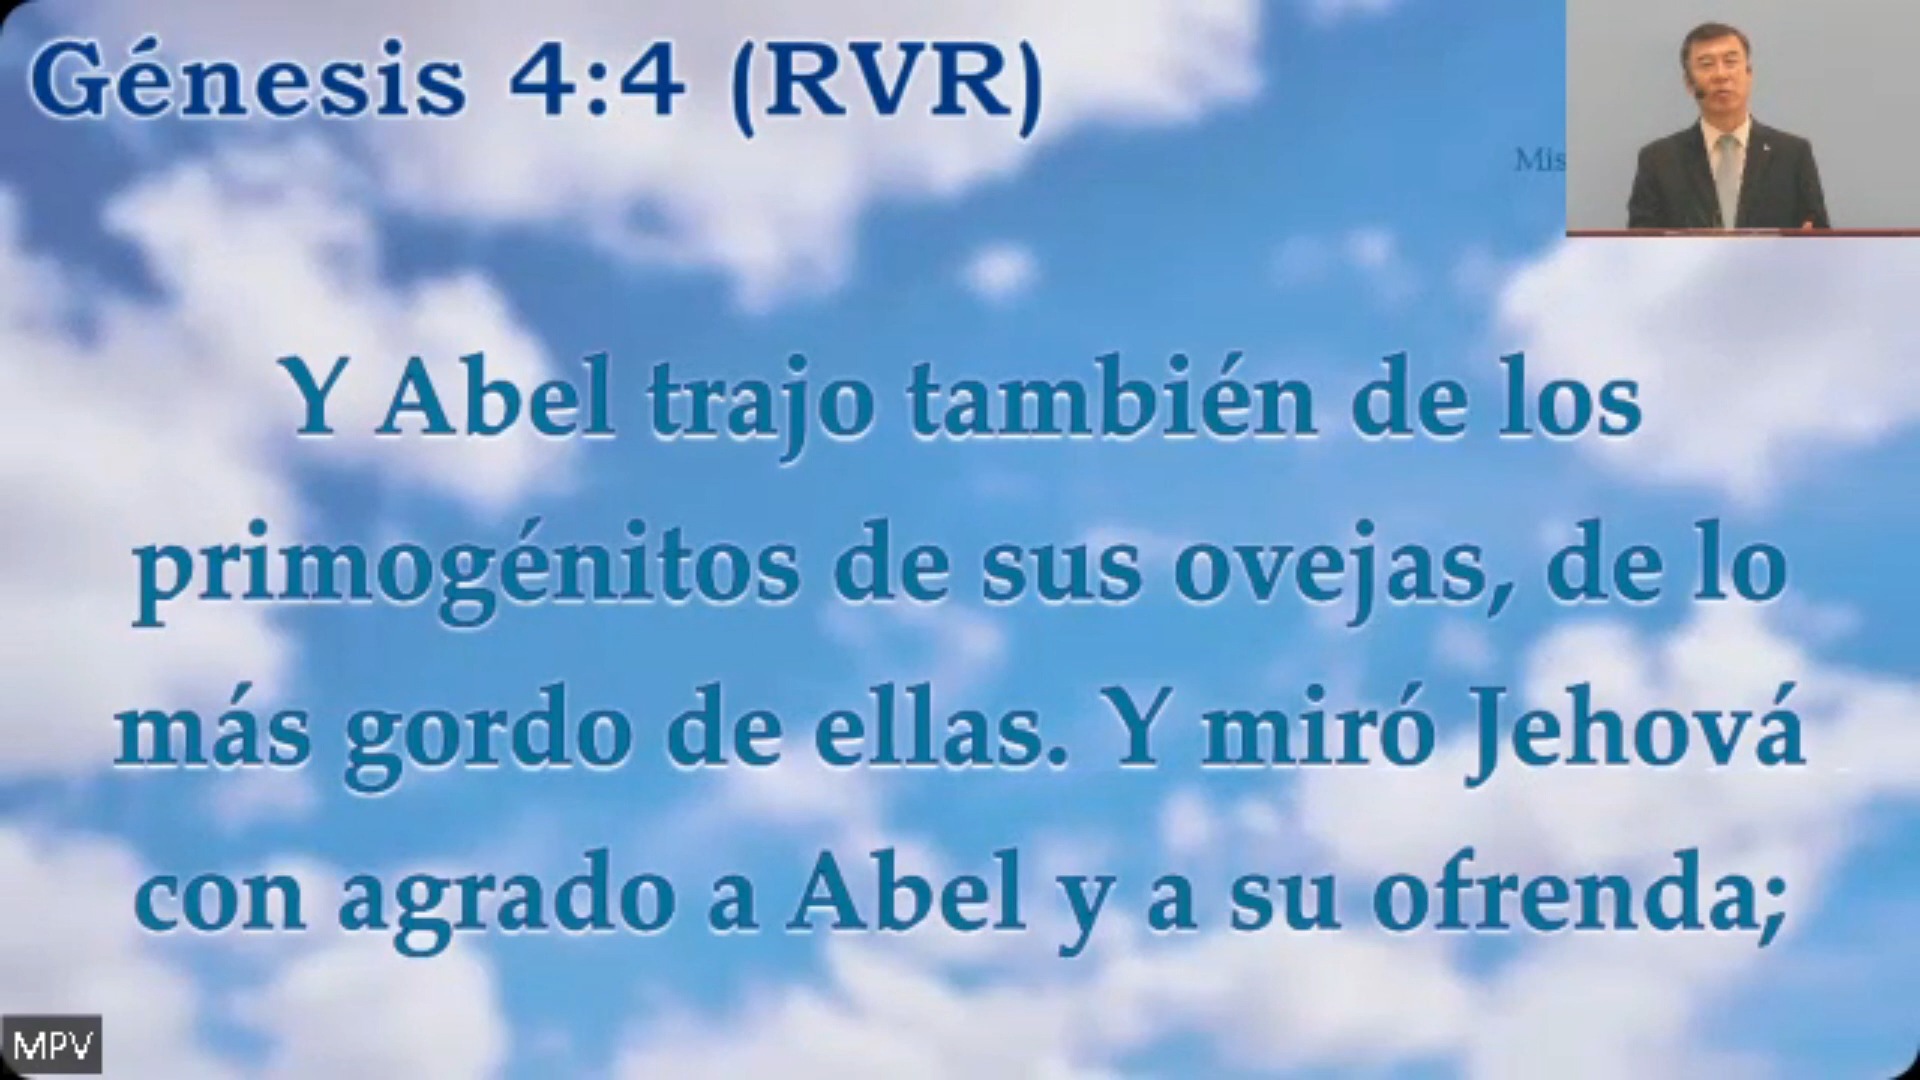 Génesis 4:4 (RVR)
Mis
Y Abel trajo también de los
primogénitos de sus ovejas, de lo
más gordo de ellas. Y miró Jehová
con agrado a Abel y a su ofrenda;
MPV